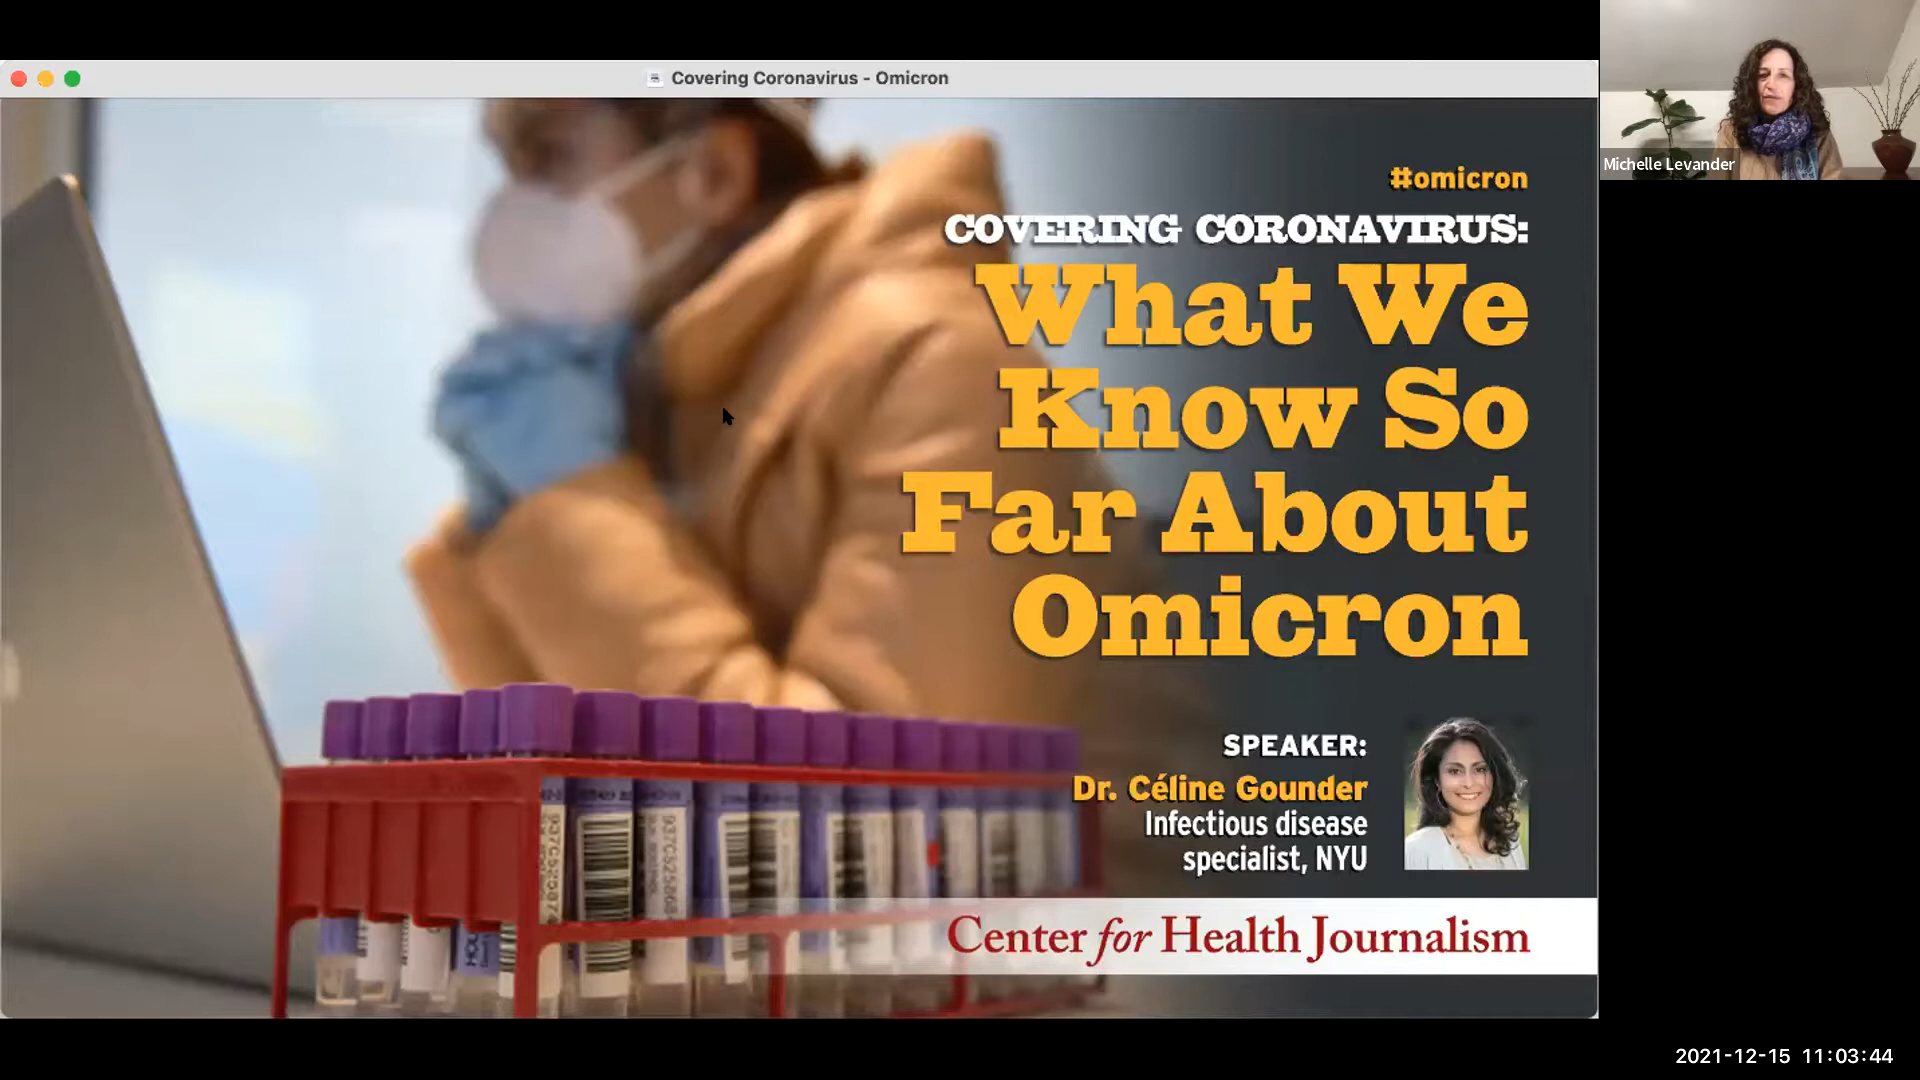 Covering Coronavirus - Omicron
Michelle Levander
#omicron
COVERING CORONAVIRUS:
What We
Know So
Far About
Omicron
SPEAKER:
Dr. Céline Gounder
Infectious disease
specialist, NYU
Center for Health Journalism
2021-12-15 11:03:44